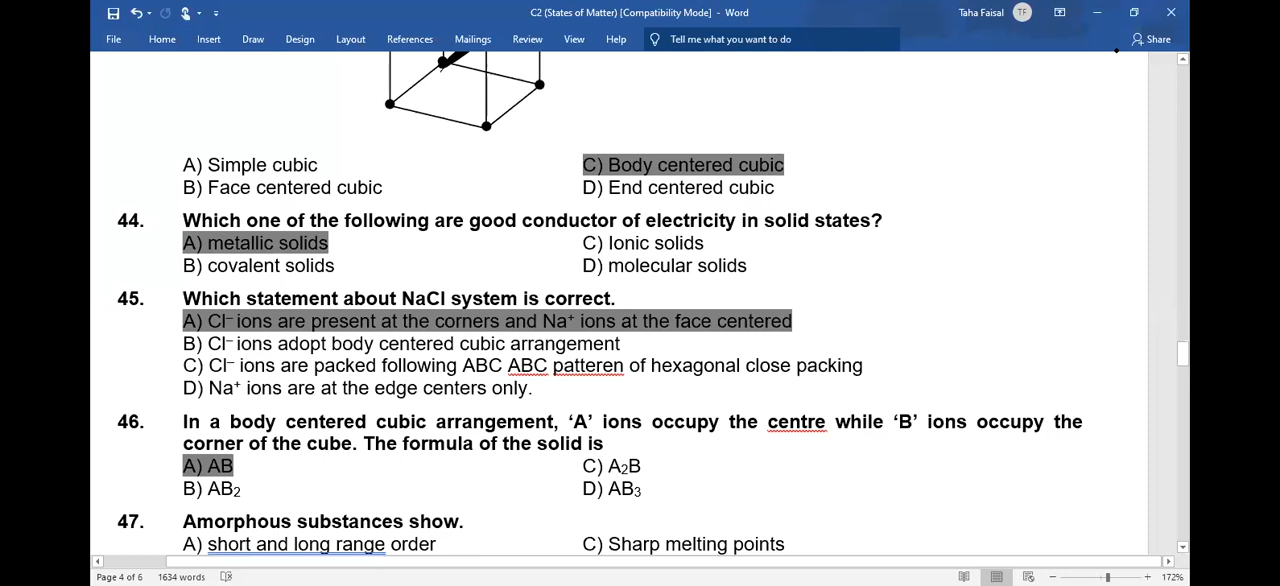 C2 (States of Matter) [Compatibility Mode] - Word
Taha Faisal
TF
File Home Insert Draw Design Layout References Mailings Review View Help Tell me what you want to do Share
A) Simple cubic C) Body centered cubic
B) Face centered cubic D) End centered cubic
44. Which one of the following are good conductor of electricity in solid states?
A) metallic solids C) Ionic solids
B) covalent solids D) molecular solids
45. Which statement about NaCl system is correct.
A) Cl⁻ ions are present at the corners and Na⁺ ions at the face centered
B) Cl⁻ ions adopt body centered cubic arrangement
C) Cl⁻ ions are packed following ABC ABC patteren of hexagonal close packing
D) Na⁺ ions are at the edge centers only.
46. In a body centered cubic arrangement, ‘A’ ions occupy the centre while ‘B’ ions occupy the
corner of the cube. The formula of the solid is
A) AB C) A₂B
B) AB₂ D) AB₃
47. Amorphous substances show.
A) short and long range order C) Sharp melting points
Page 4 of 6 1634 words 172%